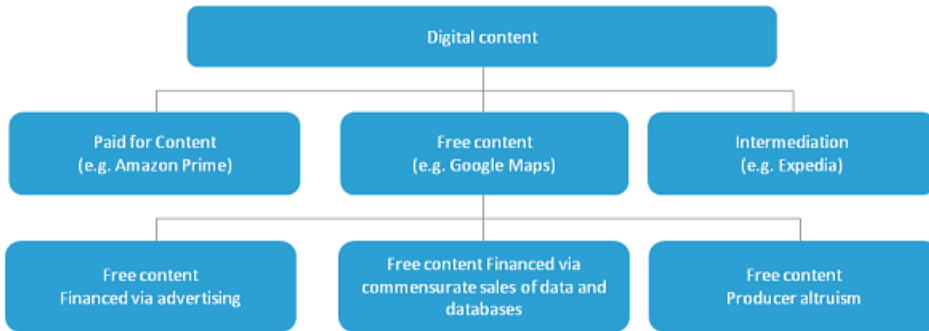 Digital content
Paid for Content
(e.g. Amazon Prime)
Free content
(e.g. Google Maps)
Intermediation
(e.g. Expedia)
Free content
Financed via advertising
Free content Financed via
commensurate sales of data and
databases
Free content
Producer altruism